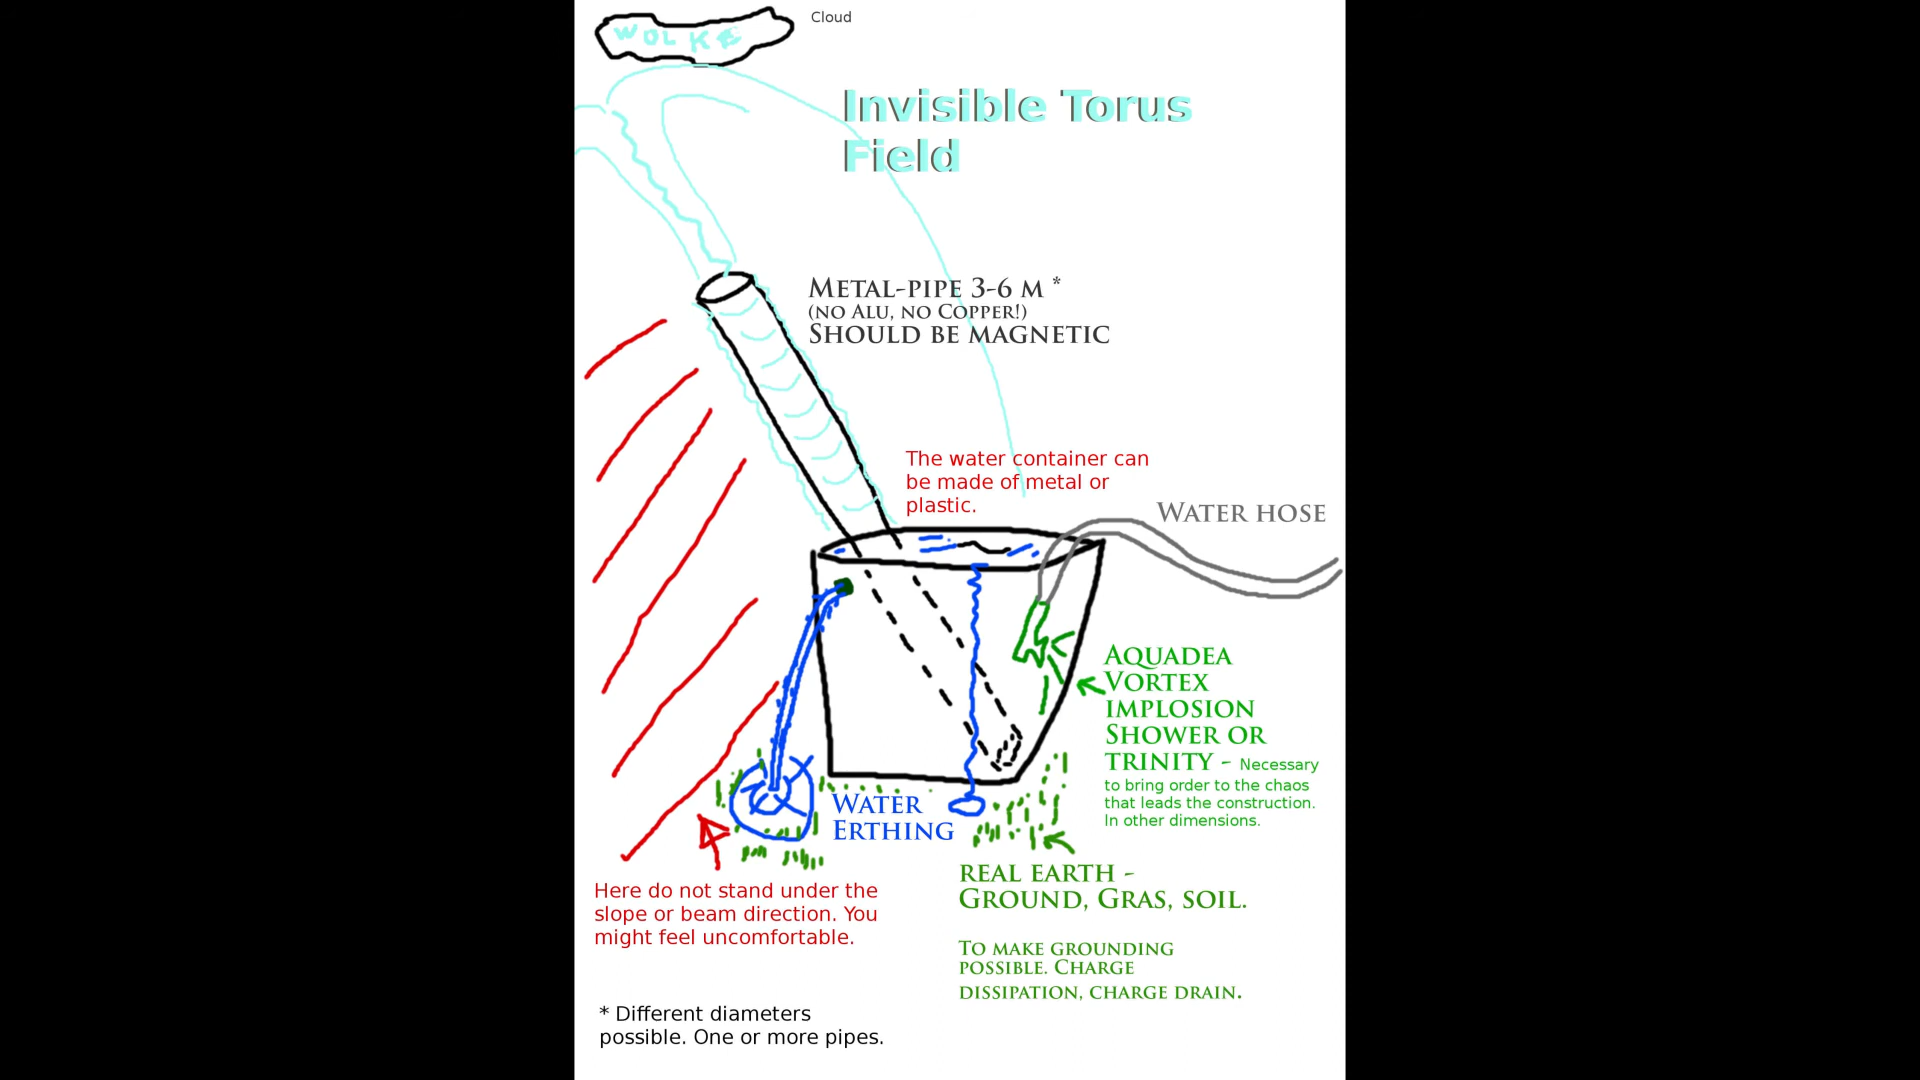 WOLKE
Cloud
Invisible Torus
Field
METAL-PIPE 3-6 M *
(NO ALU, NO COPPER!)
SHOULD BE MAGNETIC
The water container can
be made of metal or
plastic.
WATER HOSE
AQUADEA
VORTEX
IMPLOSION
SHOWER OR
TRINITY - Necessary
to bring order to the chaos
that leads the construction.
In other dimensions.
WATER
ERTHING
REAL EARTH -
GROUND, GRAS, SOIL.
Here do not stand under the
slope or beam direction. You
might feel uncomfortable.
TO MAKE GROUNDING
POSSIBLE. CHARGE
DISSIPATION, CHARGE DRAIN.
* Different diameters
possible. One or more pipes.